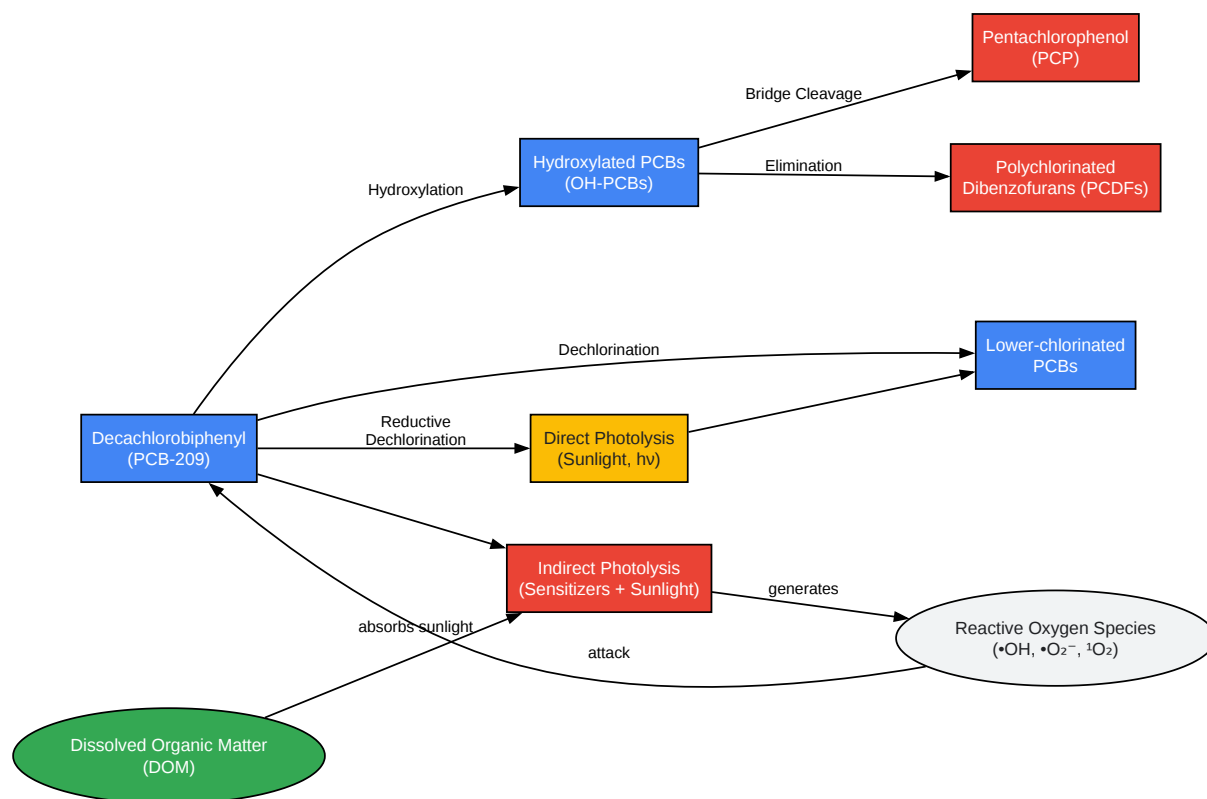 Pentachlorophenol
(PCP)
Bridge Cleavage
Hydroxylated PCBs
(OH-PCBs)
Elimination
Polychlorinated
Dibenzofurans (PCDFs)
Hydroxylation
Dechlorination
Lower-chlorinated
PCBs
Decachlorobiphenyl
(PCB-209)
Reductive
Dechlorination
Direct Photolysis
(Sunlight, hν)
Indirect Photolysis
(Sensitizers + Sunlight)
generates
absorbs sunlight
attack
Reactive Oxygen Species
(•OH, •O₂⁻, ¹O₂)
Dissolved Organic Matter
(DOM)